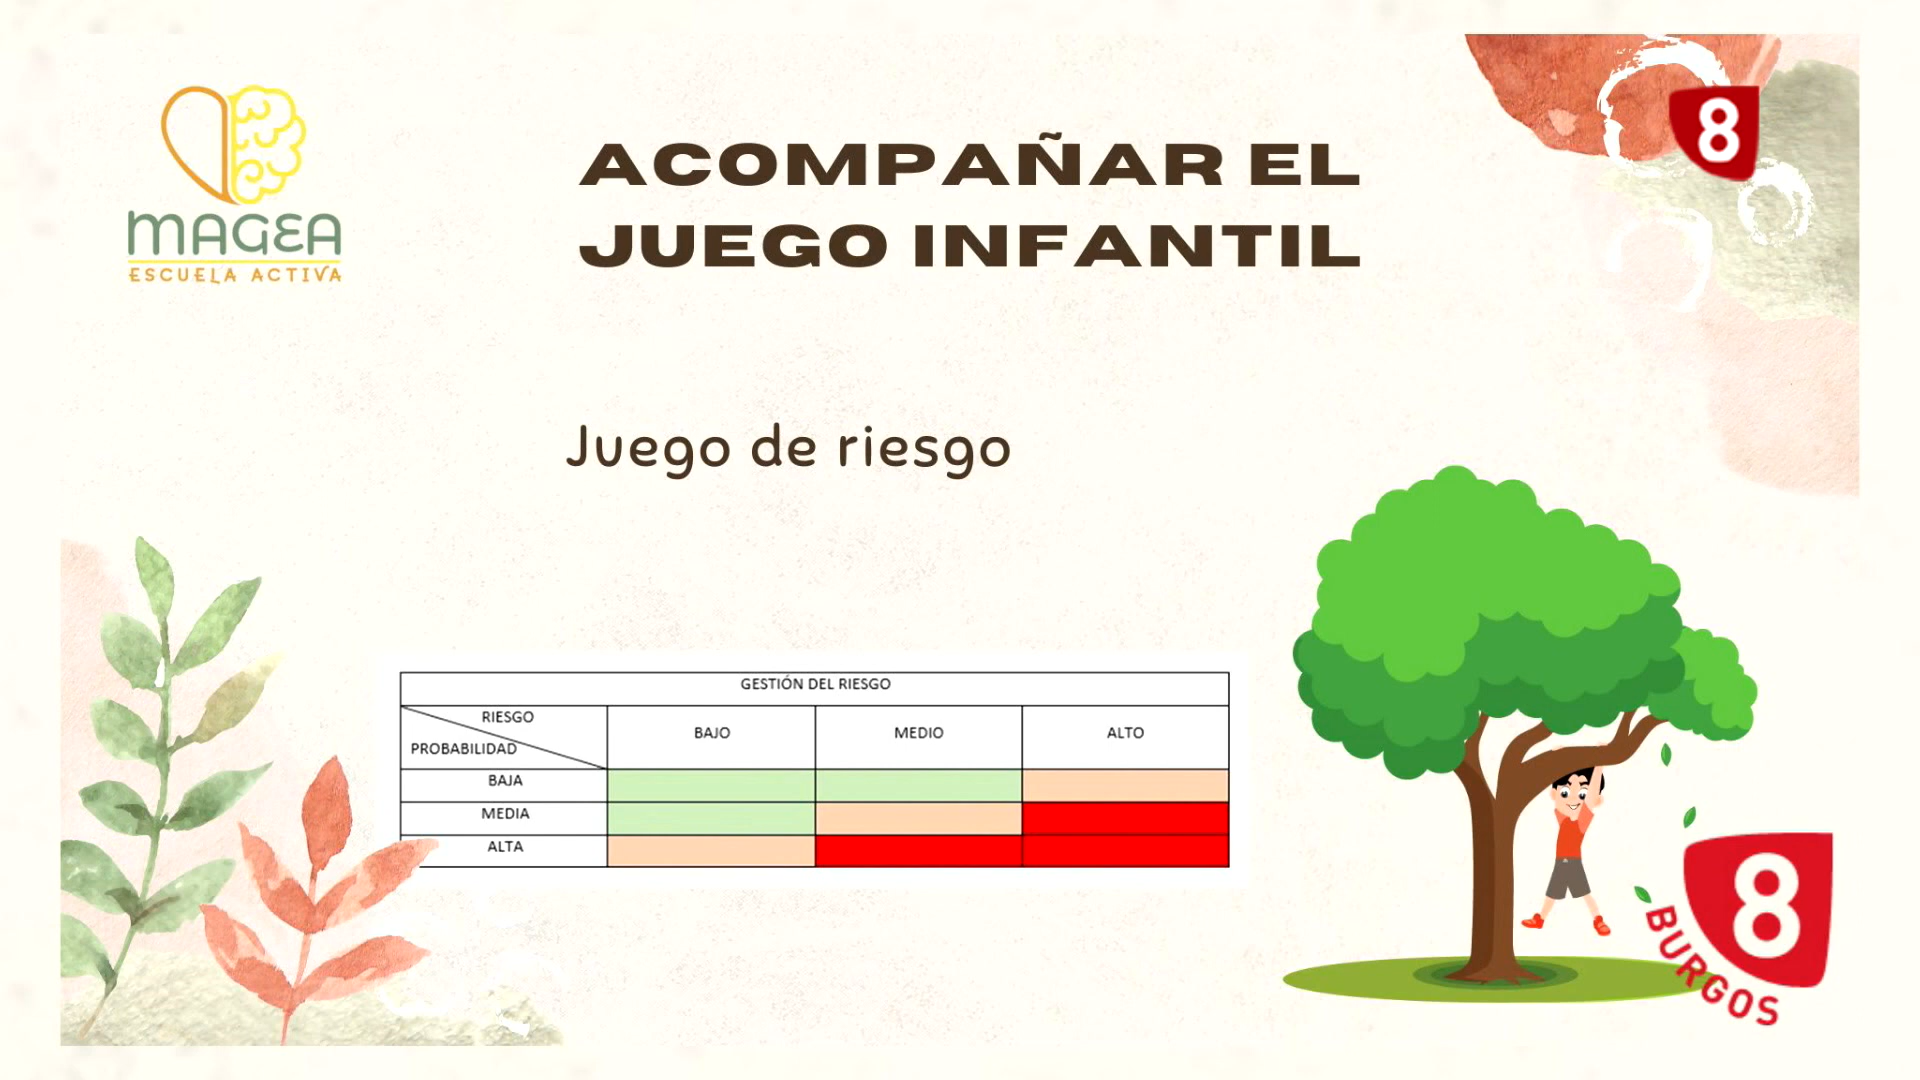 MAGEA
ESCUELA ACTIVA
ACOMPAÑAR EL
JUEGO INFANTIL
8
Juego de riesgo
GESTIÓN DEL RIESGO
RIESGO
PROBABILIDAD
BAJO
MEDIO
ALTO
BAJA
MEDIA
ALTA
8
BURGOS